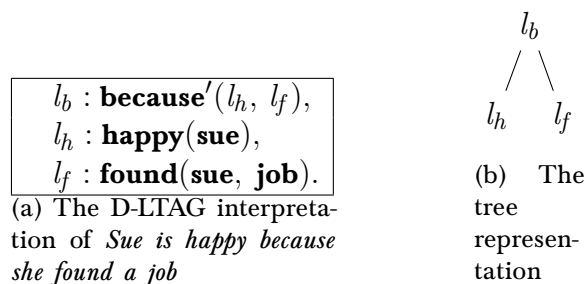 l_b : because′(l_h, l_f),
l_h : happy(sue),
l_f : found(sue, job).
(a) The D-LTAG interpreta-
tion of Sue is happy because
she found a job
l_b
l_h l_f
(b) The
tree
represen-
tation